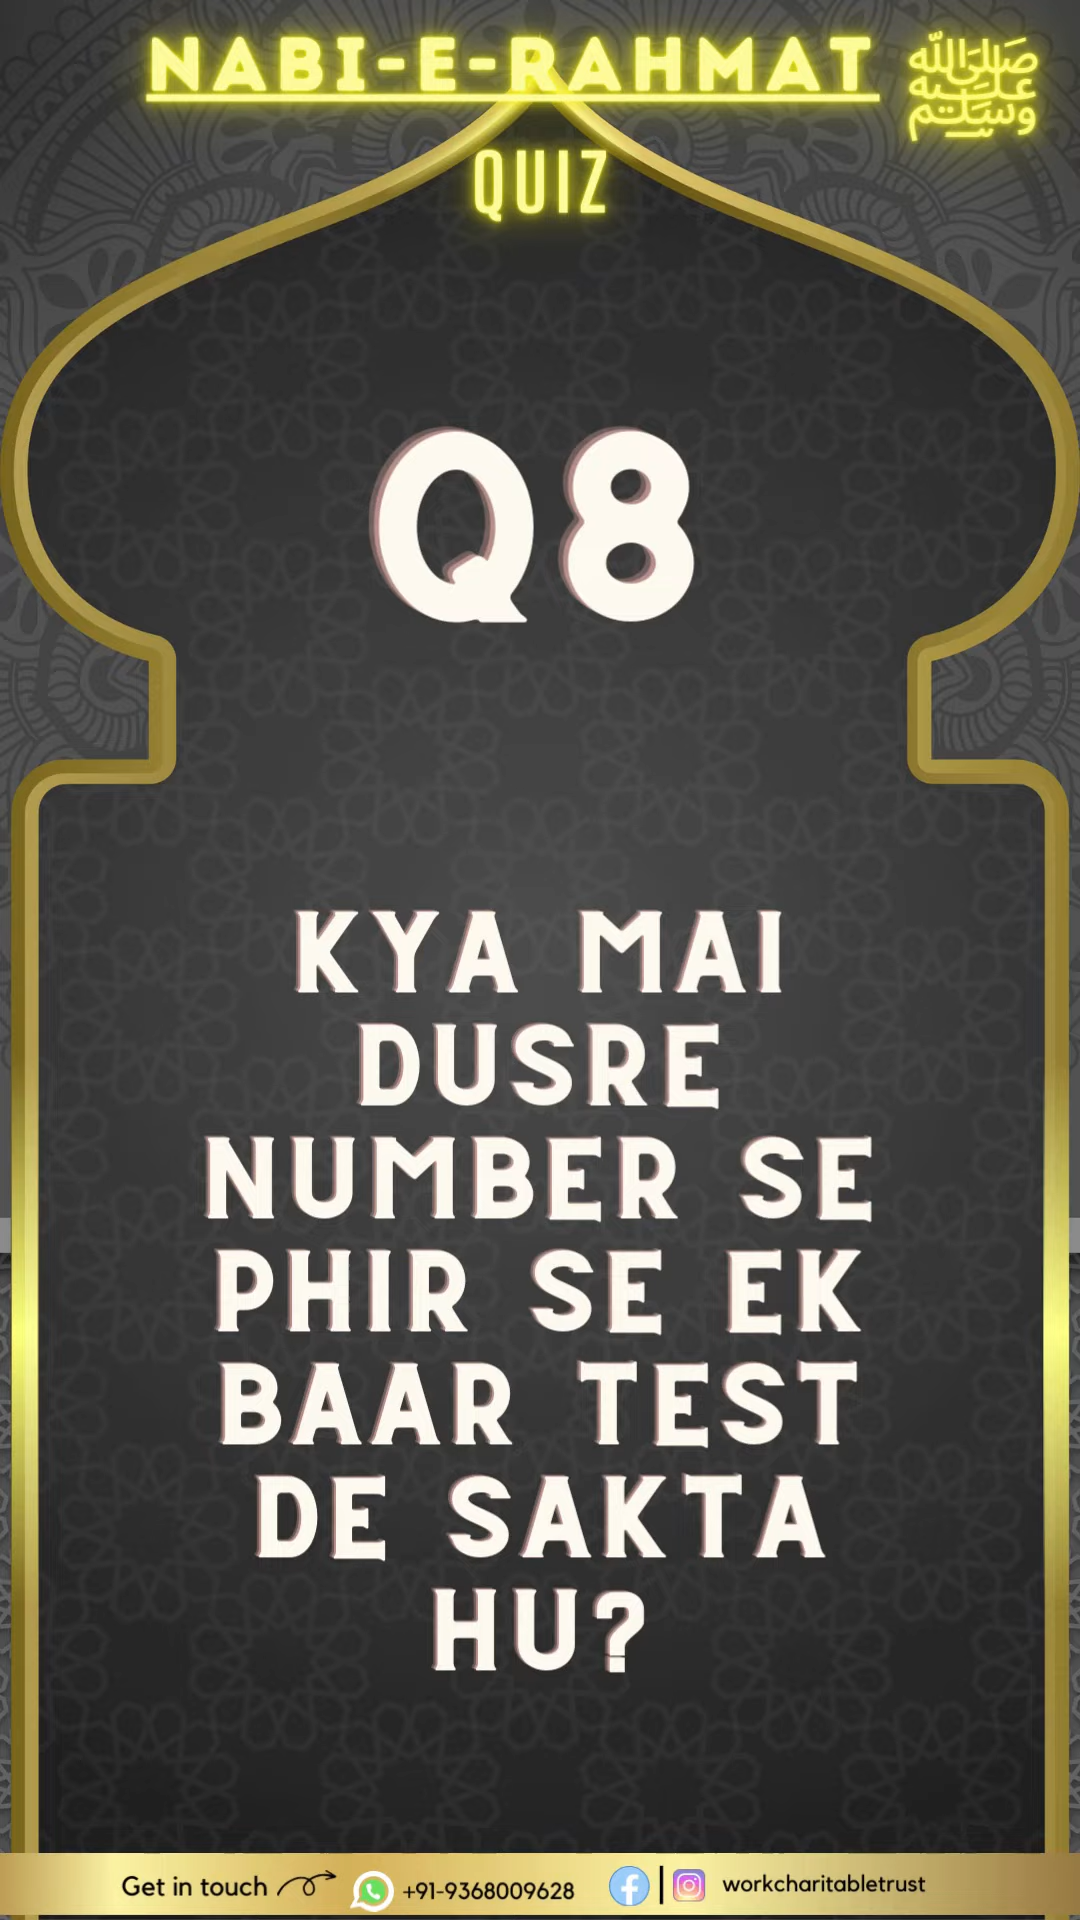 NABI-E-RAHMAT صلى الله عليه وسلم
QUIZ
Q8
KYA MAI
DUSRE
NUMBER SE
PHIR SE EK
BAAR TEST
DE SAKTA
HU?
Get in touch +91-9368009628 workcharitabletrust